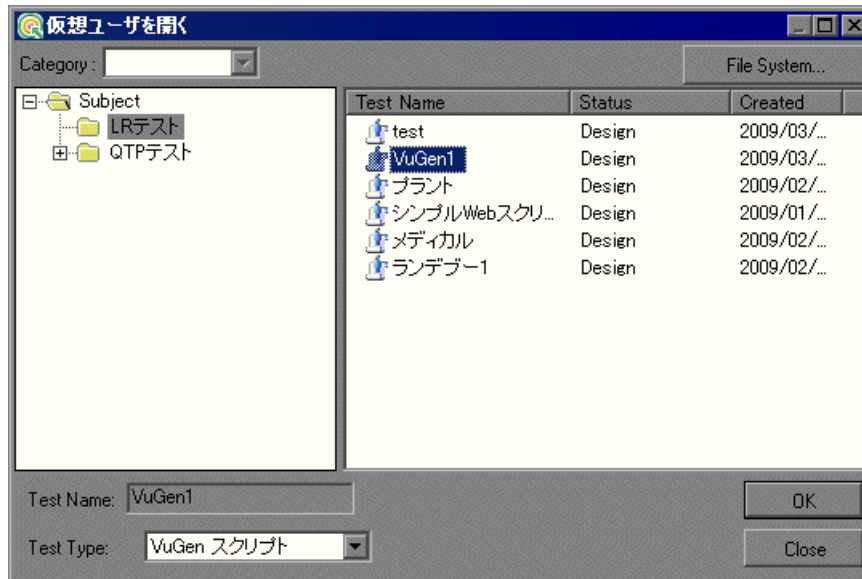 仮想ユーザを開く
Category :
File System...
Subject
LRテスト
QTPテスト
Test Name Status Created
test Design 2009/03/...
VuGen1 Design 2009/03/...
プラント Design 2009/02/...
シンプルWebスクリ... Design 2009/01/...
メディカル Design 2009/02/...
ランデブー1 Design 2009/02/...
Test Name: VuGen1
OK
Test Type: VuGen スクリプト
Close